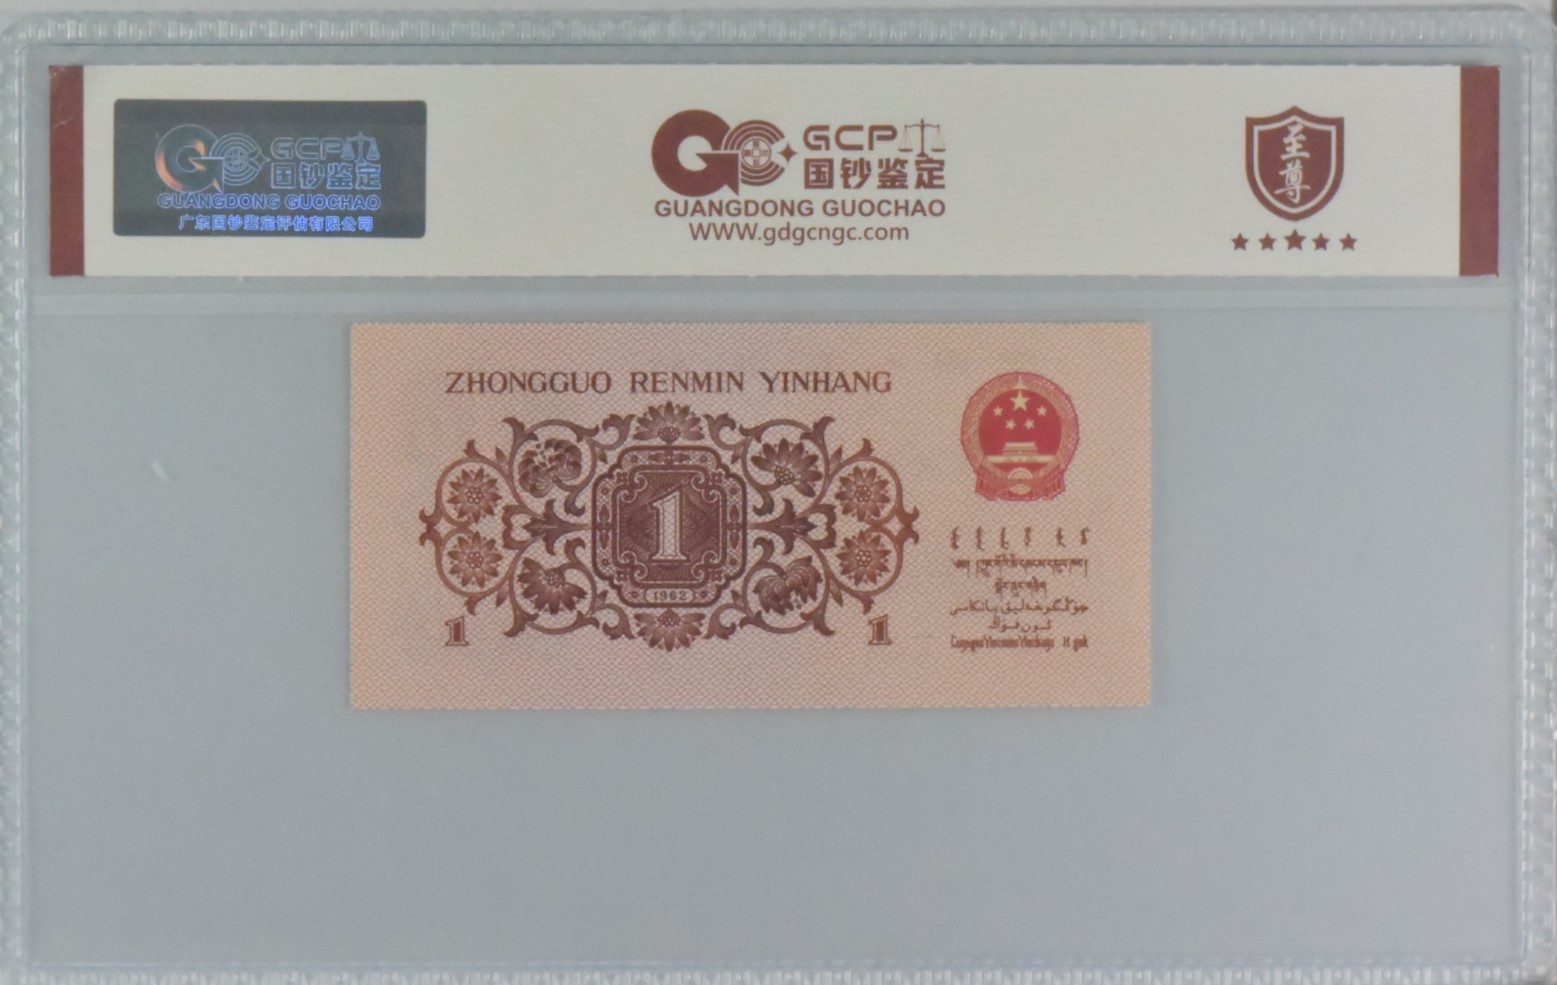 GCP
国钞鉴定
GUANGDONG GUOCHAO
广东国钞鉴定评估有限公司
GCP
国钞鉴定
GUANGDONG GUOCHAO
WWW.gdgcngc.com
至尊
ZHONGGUO RENMIN YINHANG
1
1962
1 1
جۇڭگوخەلىق بانكاسى